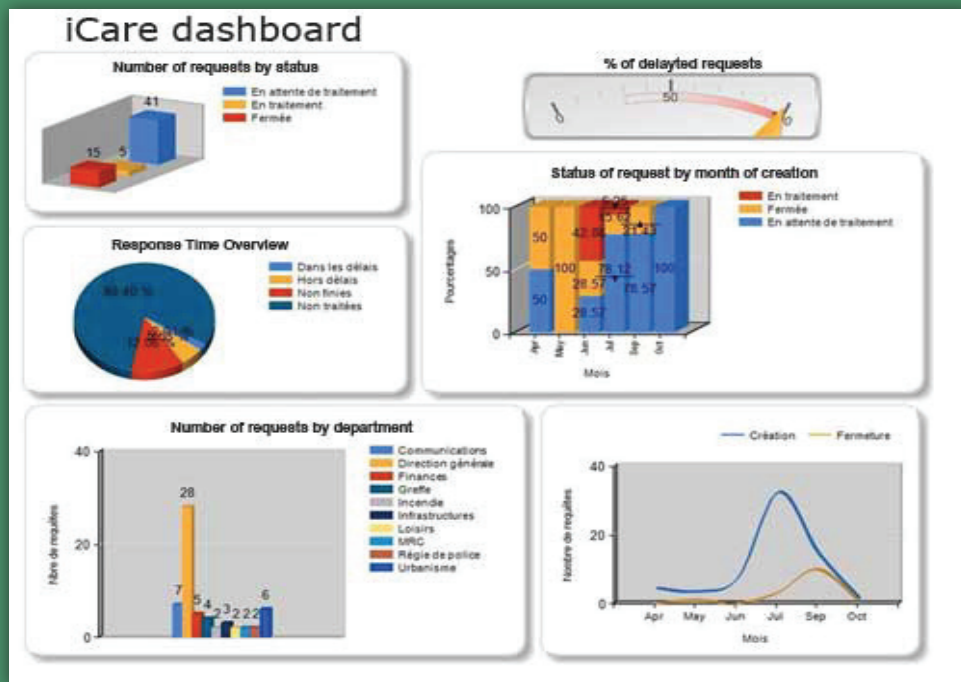 iCare dashboard
Number of requests by status
41
15
5
En attente de traitement
En traitement
Fermée
% of delayted requests
50
0
Response Time Overview
Dans les délais
Hors délais
Non finies
Non traitées
Status of request by month of creation
100
50
0
Pourcentages
50
50
100
28.57
28.57
78.12
78.57
21.43
100
Apr
May
Jun
Jul
Sep
Oct
Mois
En traitement
Fermée
En attente de traitement
Number of requests by department
40
20
0
Nbre de requêtes
7
28
5
4
2
3
2
2
2
6
Communications
Direction générale
Finances
Greffe
Incendie
Infrastructures
Loisirs
MRC
Régie de police
Urbanisme
Création
Fermeture
40
20
0
Nombre de requêtes
Apr
May
Jun
Jul
Sep
Oct
Mois